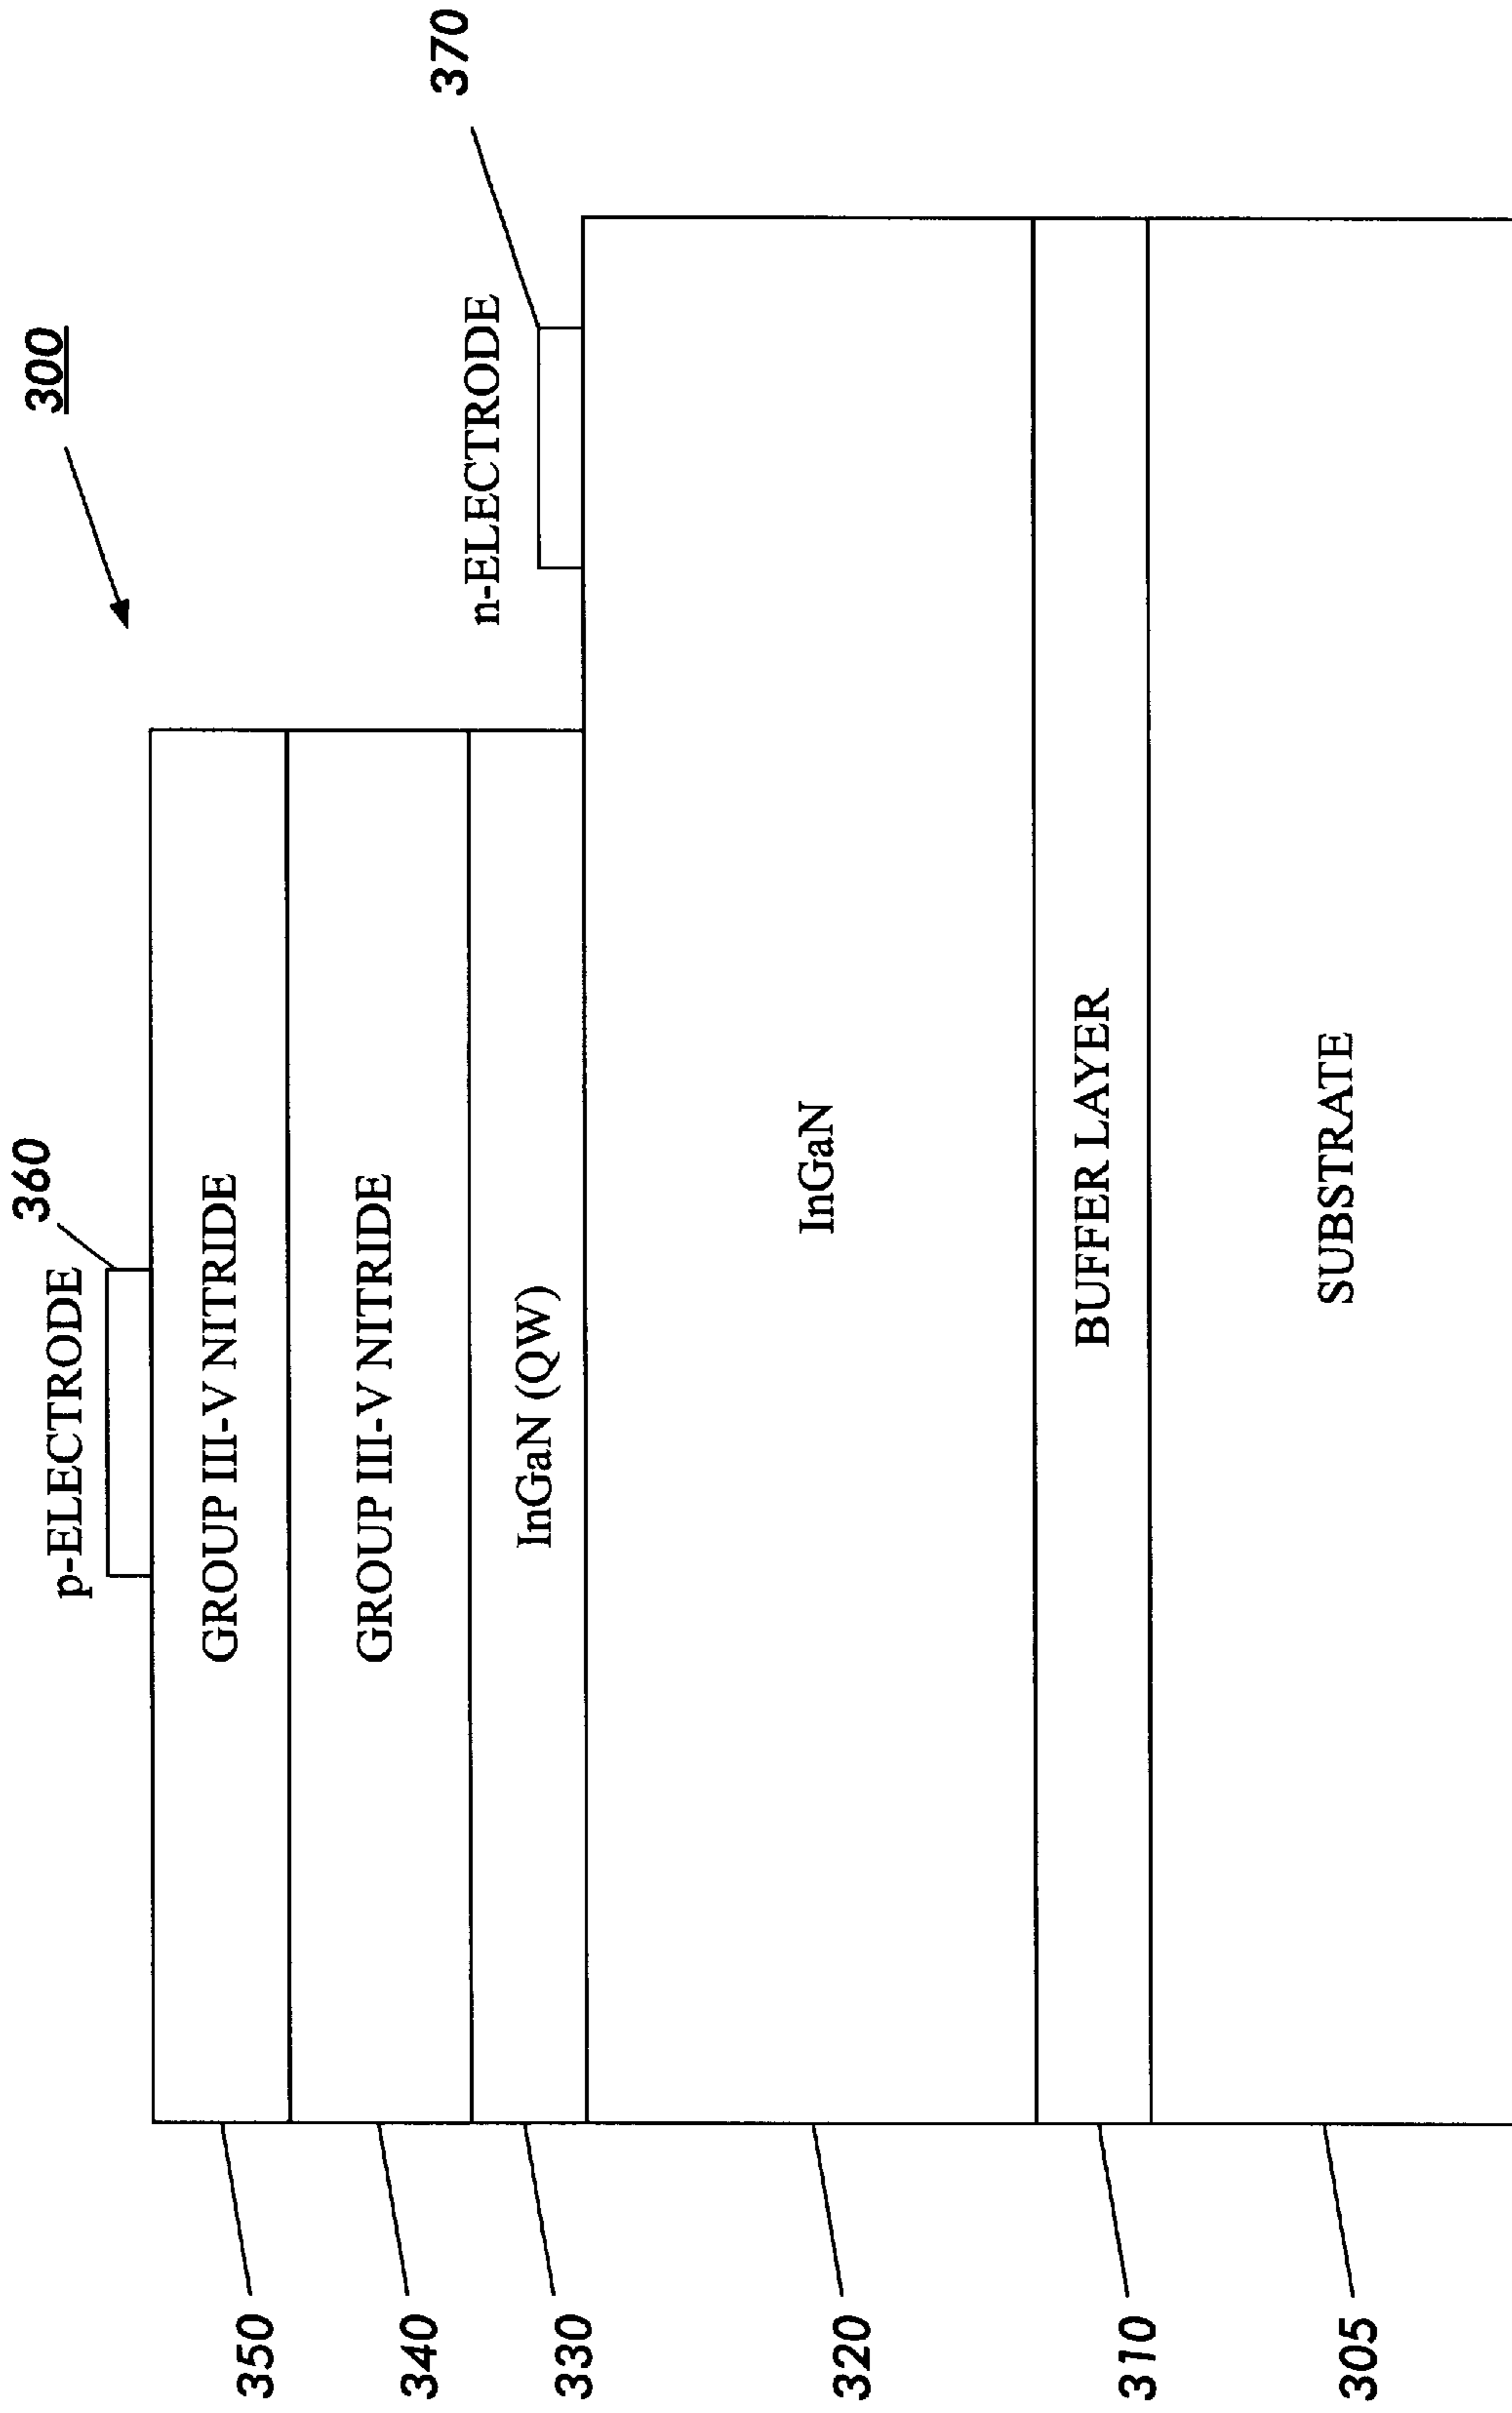 300
p-ELECTRODE
360
n-ELECTRODE
370
350
GROUP III-V NITRIDE
340
GROUP III-V NITRIDE
330
InGaN (QW)
320
InGaN
310
BUFFER LAYER
305
SUBSTRATE